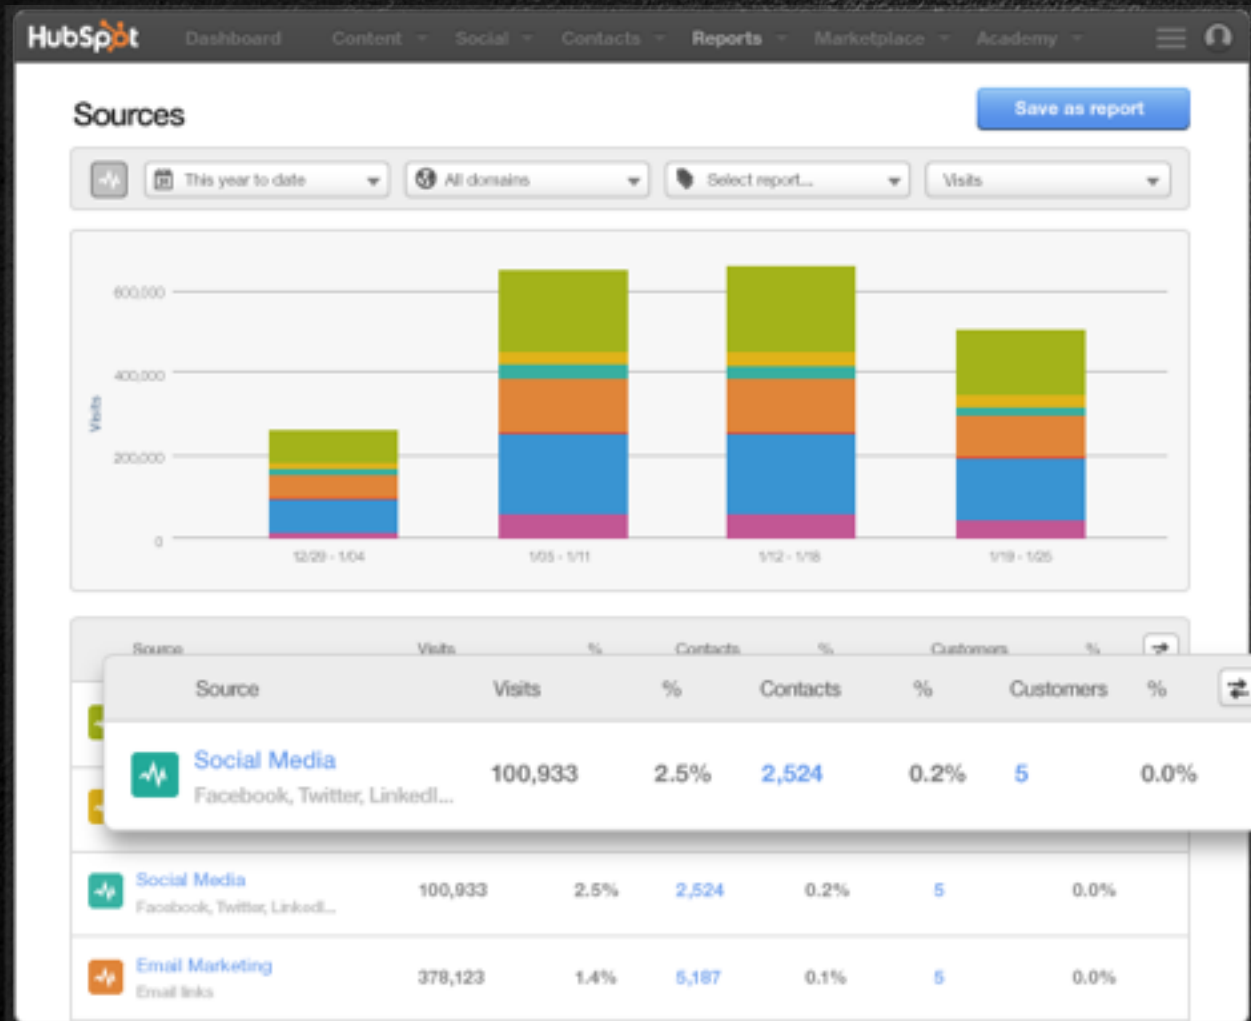 HubSpot Dashboard Content Social Contacts Reports Marketplace Academy
Sources
Save as report
This year to date All domains Select report... Visits
600,000
400,000
200,000
0
Visits
12/29 - 1/04 1/05 - 1/11 1/12 - 1/18 1/19 - 1/25
Source Visits % Contacts % Customers %
Source Visits % Contacts % Customers %
Social Media 100,933 2.5% 2,524 0.2% 5 0.0%
Facebook, Twitter, LinkedI...
Social Media 100,933 2.5% 2,524 0.2% 5 0.0%
Facebook, Twitter, LinkedI...
Email Marketing 378,123 1.4% 5,187 0.1% 5 0.0%
Email links